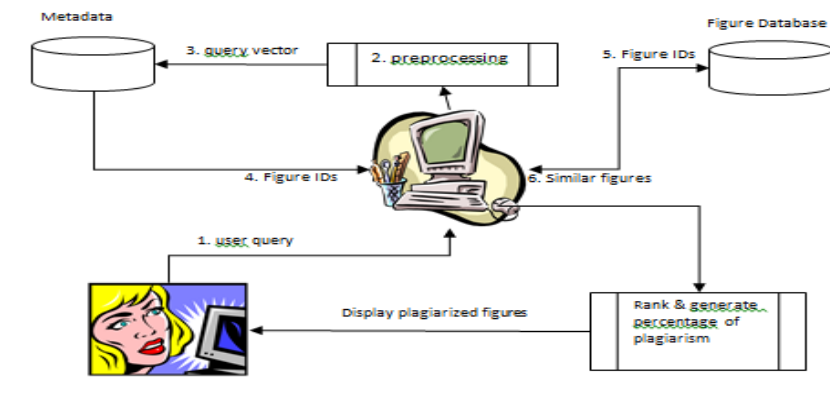 Metadata
Figure Database
3. query vector
2. preprocessing
5. Figure IDs
4. Figure IDs
6. Similar figures
1. user query
Display plagiarized figures
Rank & generate
percentage of
plagiarism